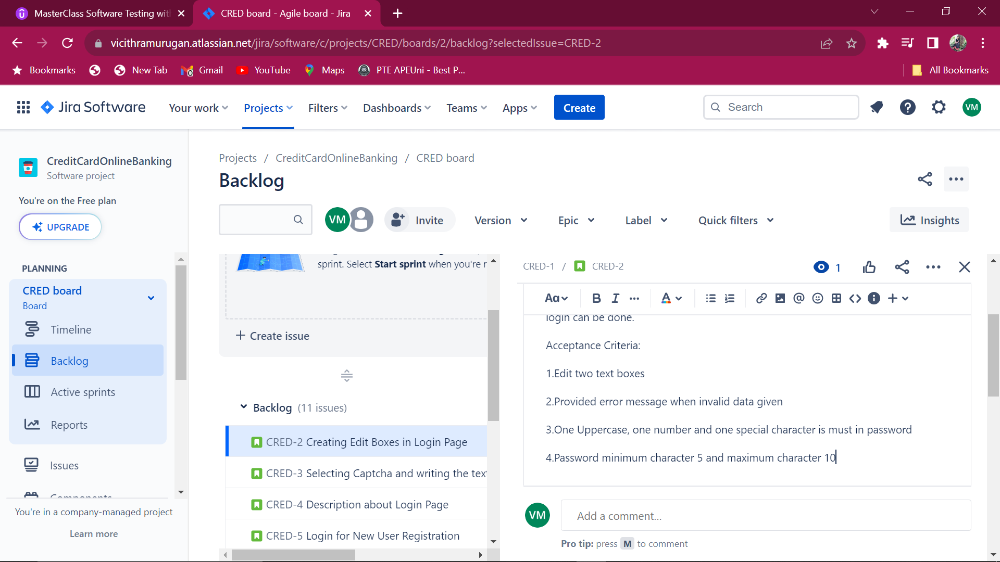 MasterClass Software Testing wit
CRED board - Agile board - Jira
vicithramurugan.atlassian.net/jira/software/c/projects/CRED/boards/2/backlog?selectedIssue=CRED-2
Bookmarks
New Tab
Gmail
YouTube
Maps
PTE APEUni - Best P...
All Bookmarks
Jira Software
Your work
Projects
Filters
Dashboards
Teams
Apps
Create
Search
VM
CreditCardOnlineBanking
Software project
You're on the Free plan
UPGRADE
PLANNING
CRED board
Board
Timeline
Backlog
Active sprints
Reports
Issues
Components
You're in a company-managed project
Learn more
Projects / CreditCardOnlineBanking / CRED board
Backlog
VM
Invite
Version
Epic
Label
Quick filters
Insights
sprint. Select Start sprint when you're r
+ Create issue
Backlog (11 issues)
CRED-2 Creating Edit Boxes in Login Page
CRED-3 Selecting Captcha and writing the tex
CRED-4 Description about Login Page
CRED-5 Login for New User Registration
CRED-1 / CRED-2
1
Aa B I ... A
login can be done.
Acceptance Criteria:
1.Edit two text boxes
2.Provided error message when invalid data given
3.One Uppercase, one number and one special character is must in password
4.Password minimum character 5 and maximum character 10
VM
Add a comment...
Pro tip: press M to comment